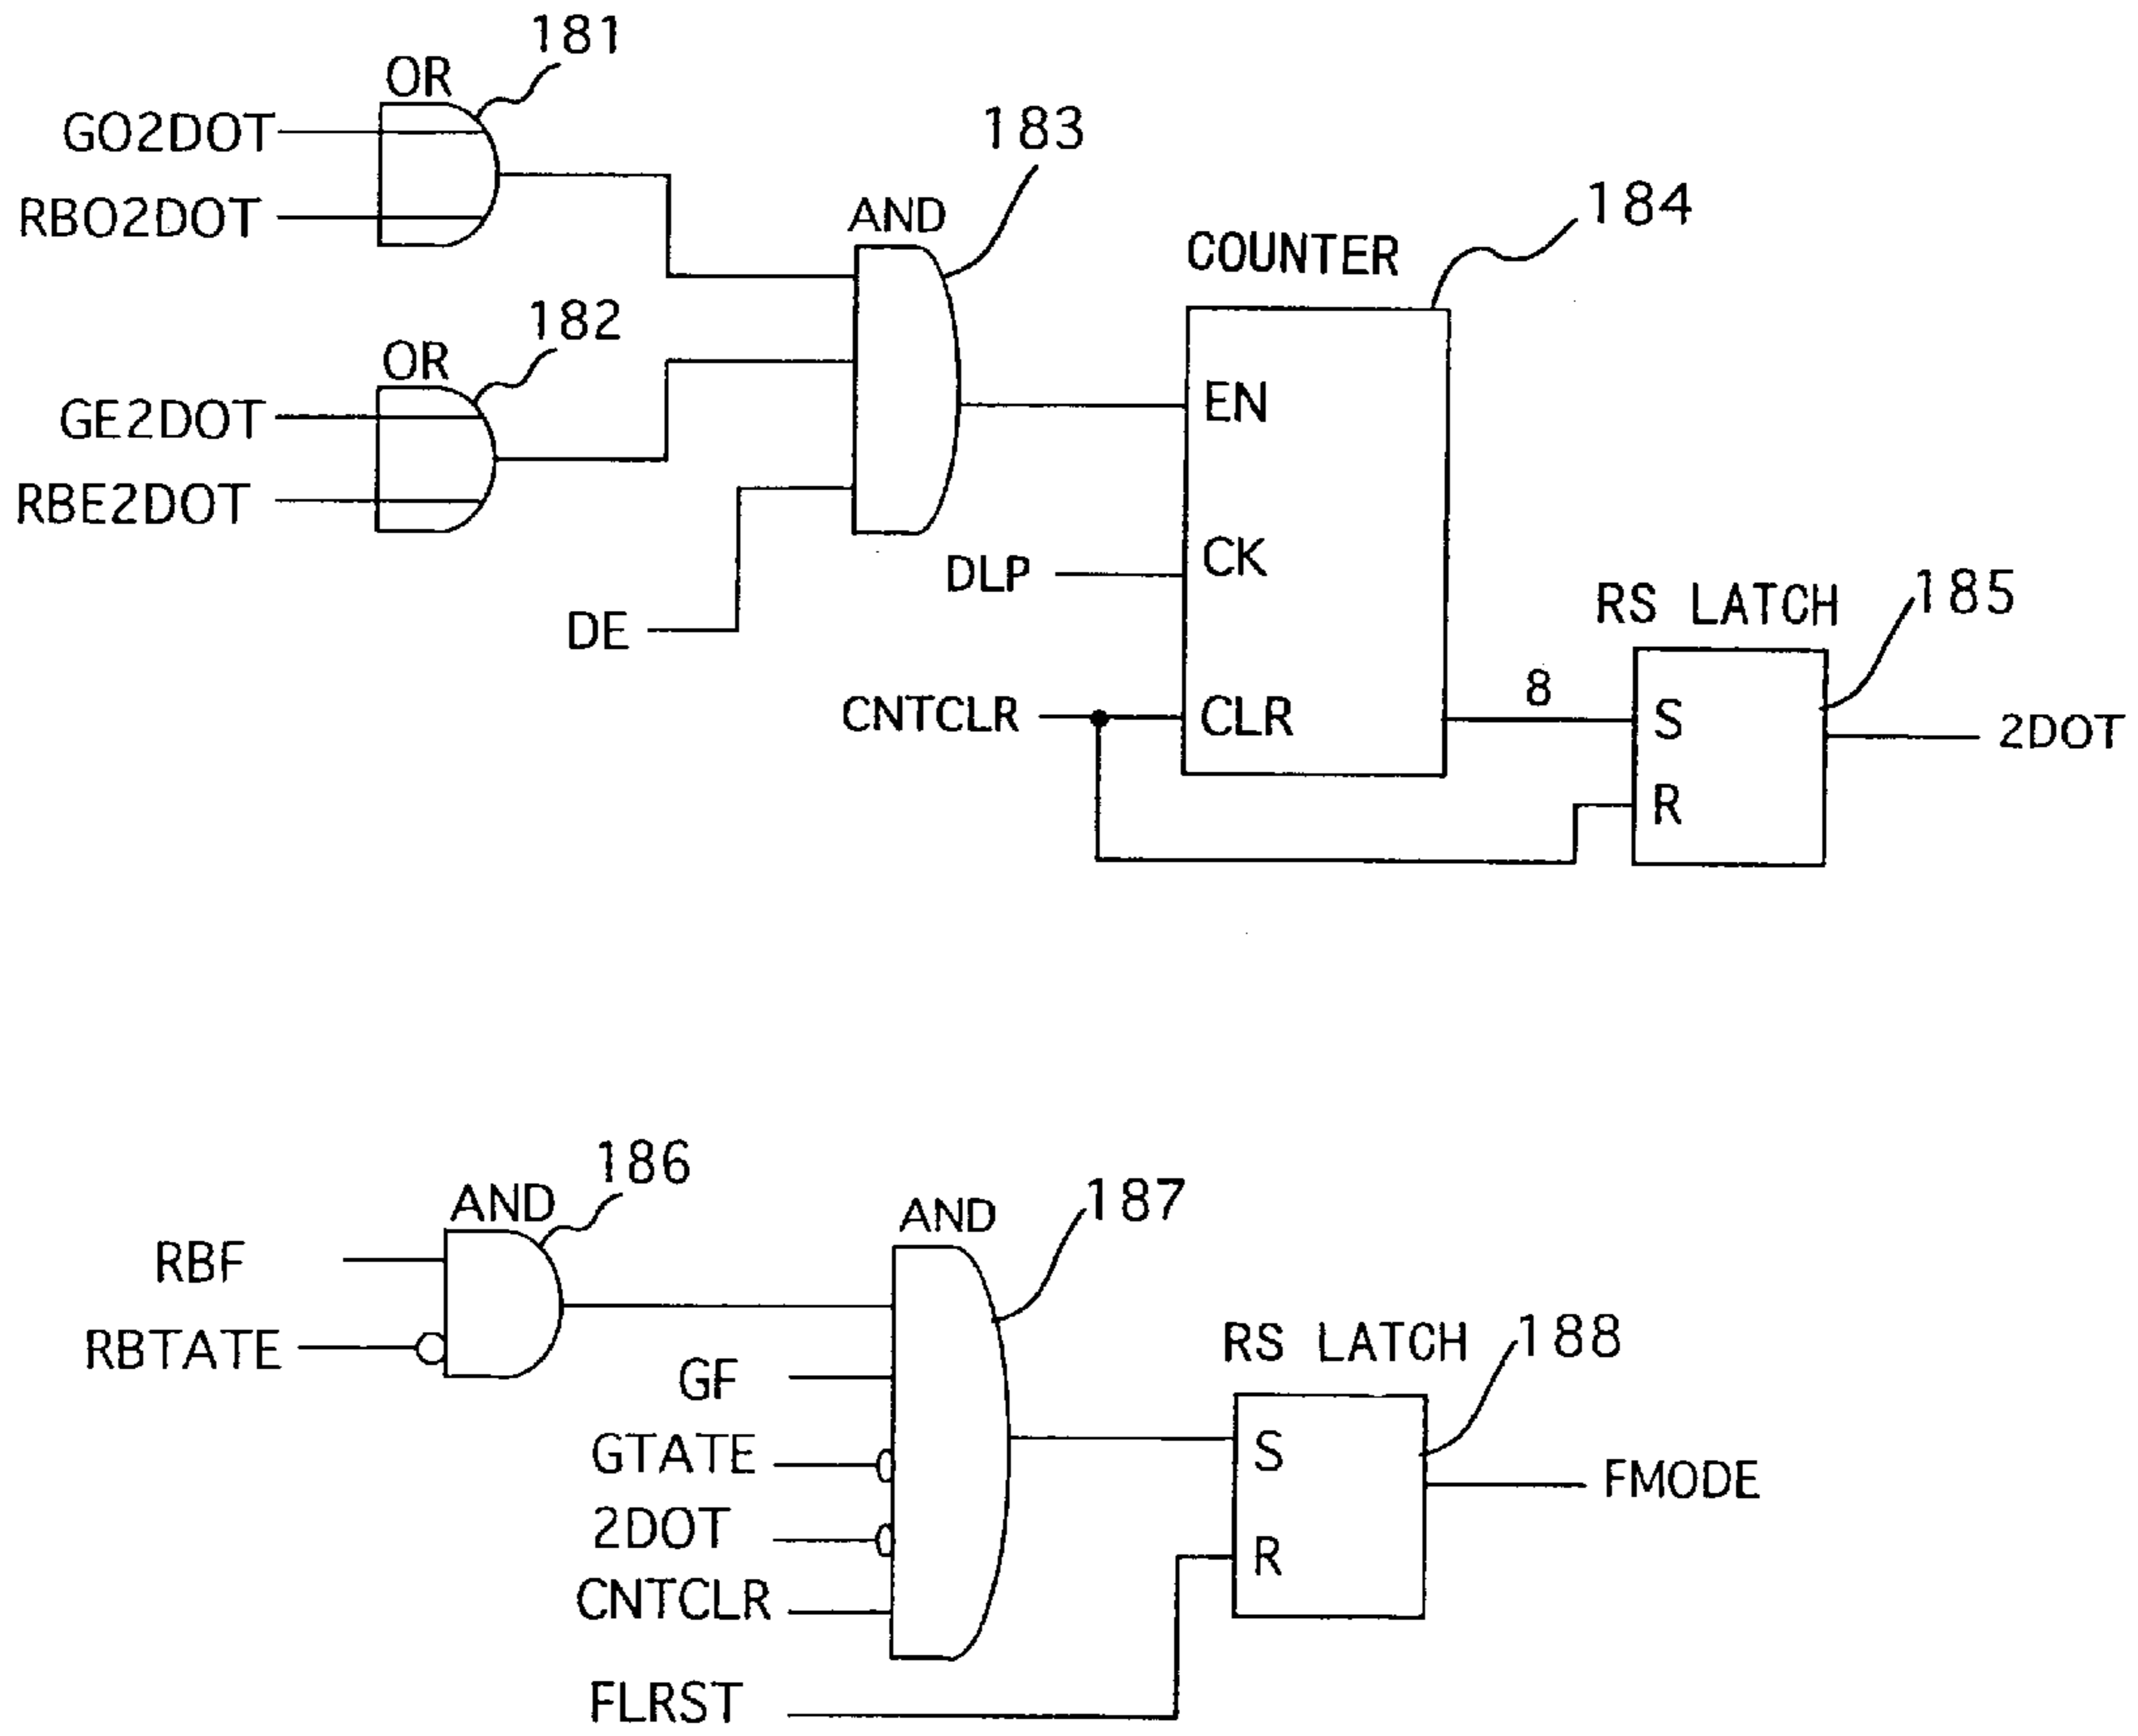 181
OR
GO2DOT
RBO2DOT
183
AND
184
COUNTER
182
OR
GE2DOT
RBE2DOT
EN
DLP
CK
DE
CNTCLR
CLR
8
RS LATCH
185
S
R
2DOT
186
AND
RBF
RBTATE
187
AND
GF
GTATE
2DOT
CNTCLR
FLRST
RS LATCH
188
S
R
FMODE